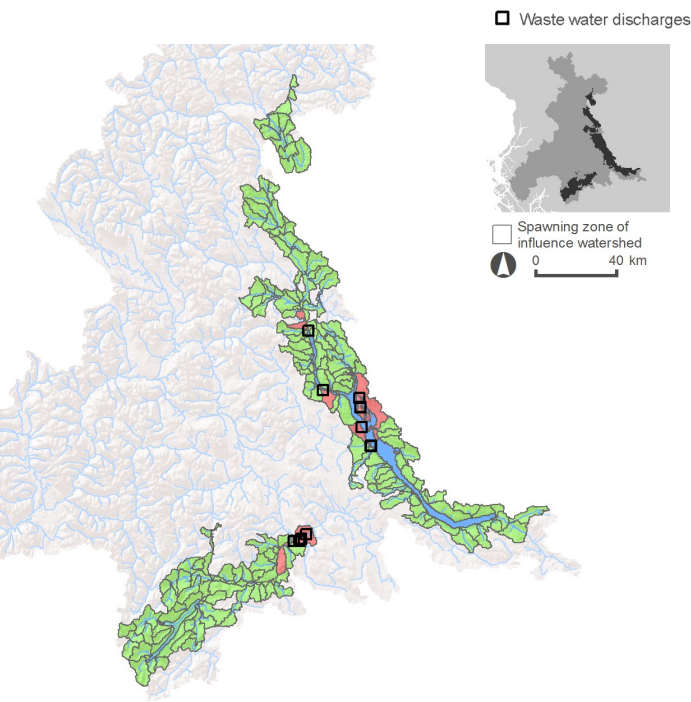 Waste water discharges
Spawning zone of
influence watershed
0 40 km